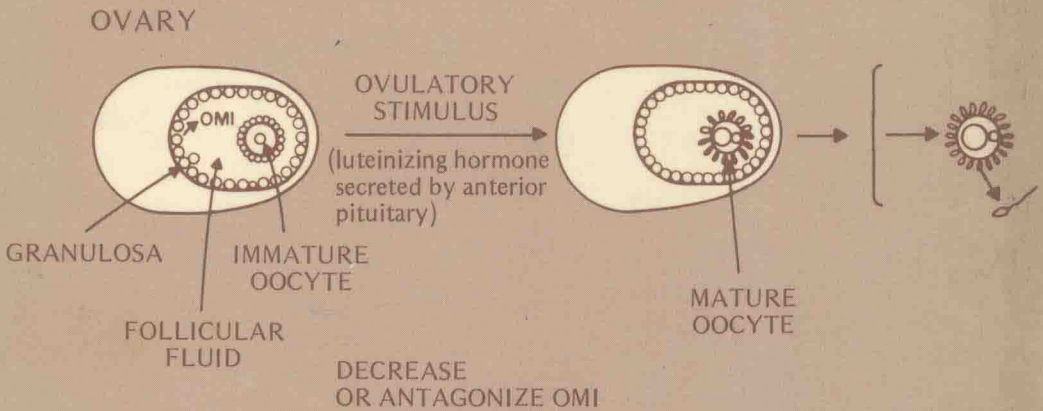 OVARY
OMI
OVULATORY
STIMULUS
(luteinizing hormone
secreted by anterior
pituitary)
GRANULOSA
IMMATURE
OOCYTE
FOLLICULAR
FLUID
MATURE
OOCYTE
DECREASE
OR ANTAGONIZE OMI